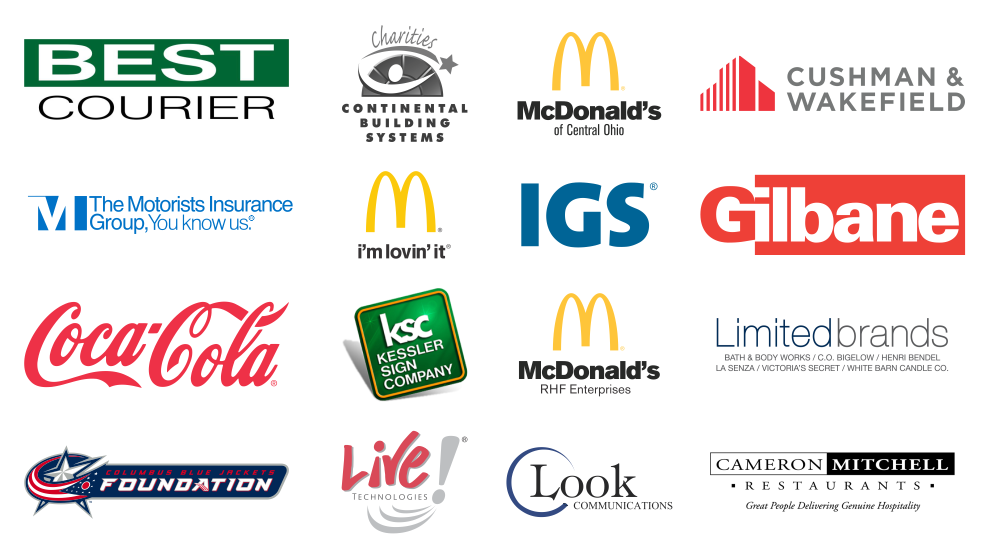 BEST
COURIER
Charities
CONTINENTAL
BUILDING
SYSTEMS
McDonald's
of Central Ohio
CUSHMAN &
WAKEFIELD
M The Motorists Insurance
Group, You know us.®
i'm lovin' it®
IGS®
Gilbane
Coca-Cola®
ksc
KESSLER
SIGN
COMPANY
McDonald's
RHF Enterprises
Limitedbrands
BATH & BODY WORKS / C.O. BIGELOW / HENRI BENDEL
LA SENZA / VICTORIA'S SECRET / WHITE BARN CANDLE CO.
COLUMBUS BLUE JACKETS
FOUNDATION
Live!®
TECHNOLOGIES
Look
COMMUNICATIONS
CAMERON MITCHELL
· RESTAURANTS ·
Great People Delivering Genuine Hospitality